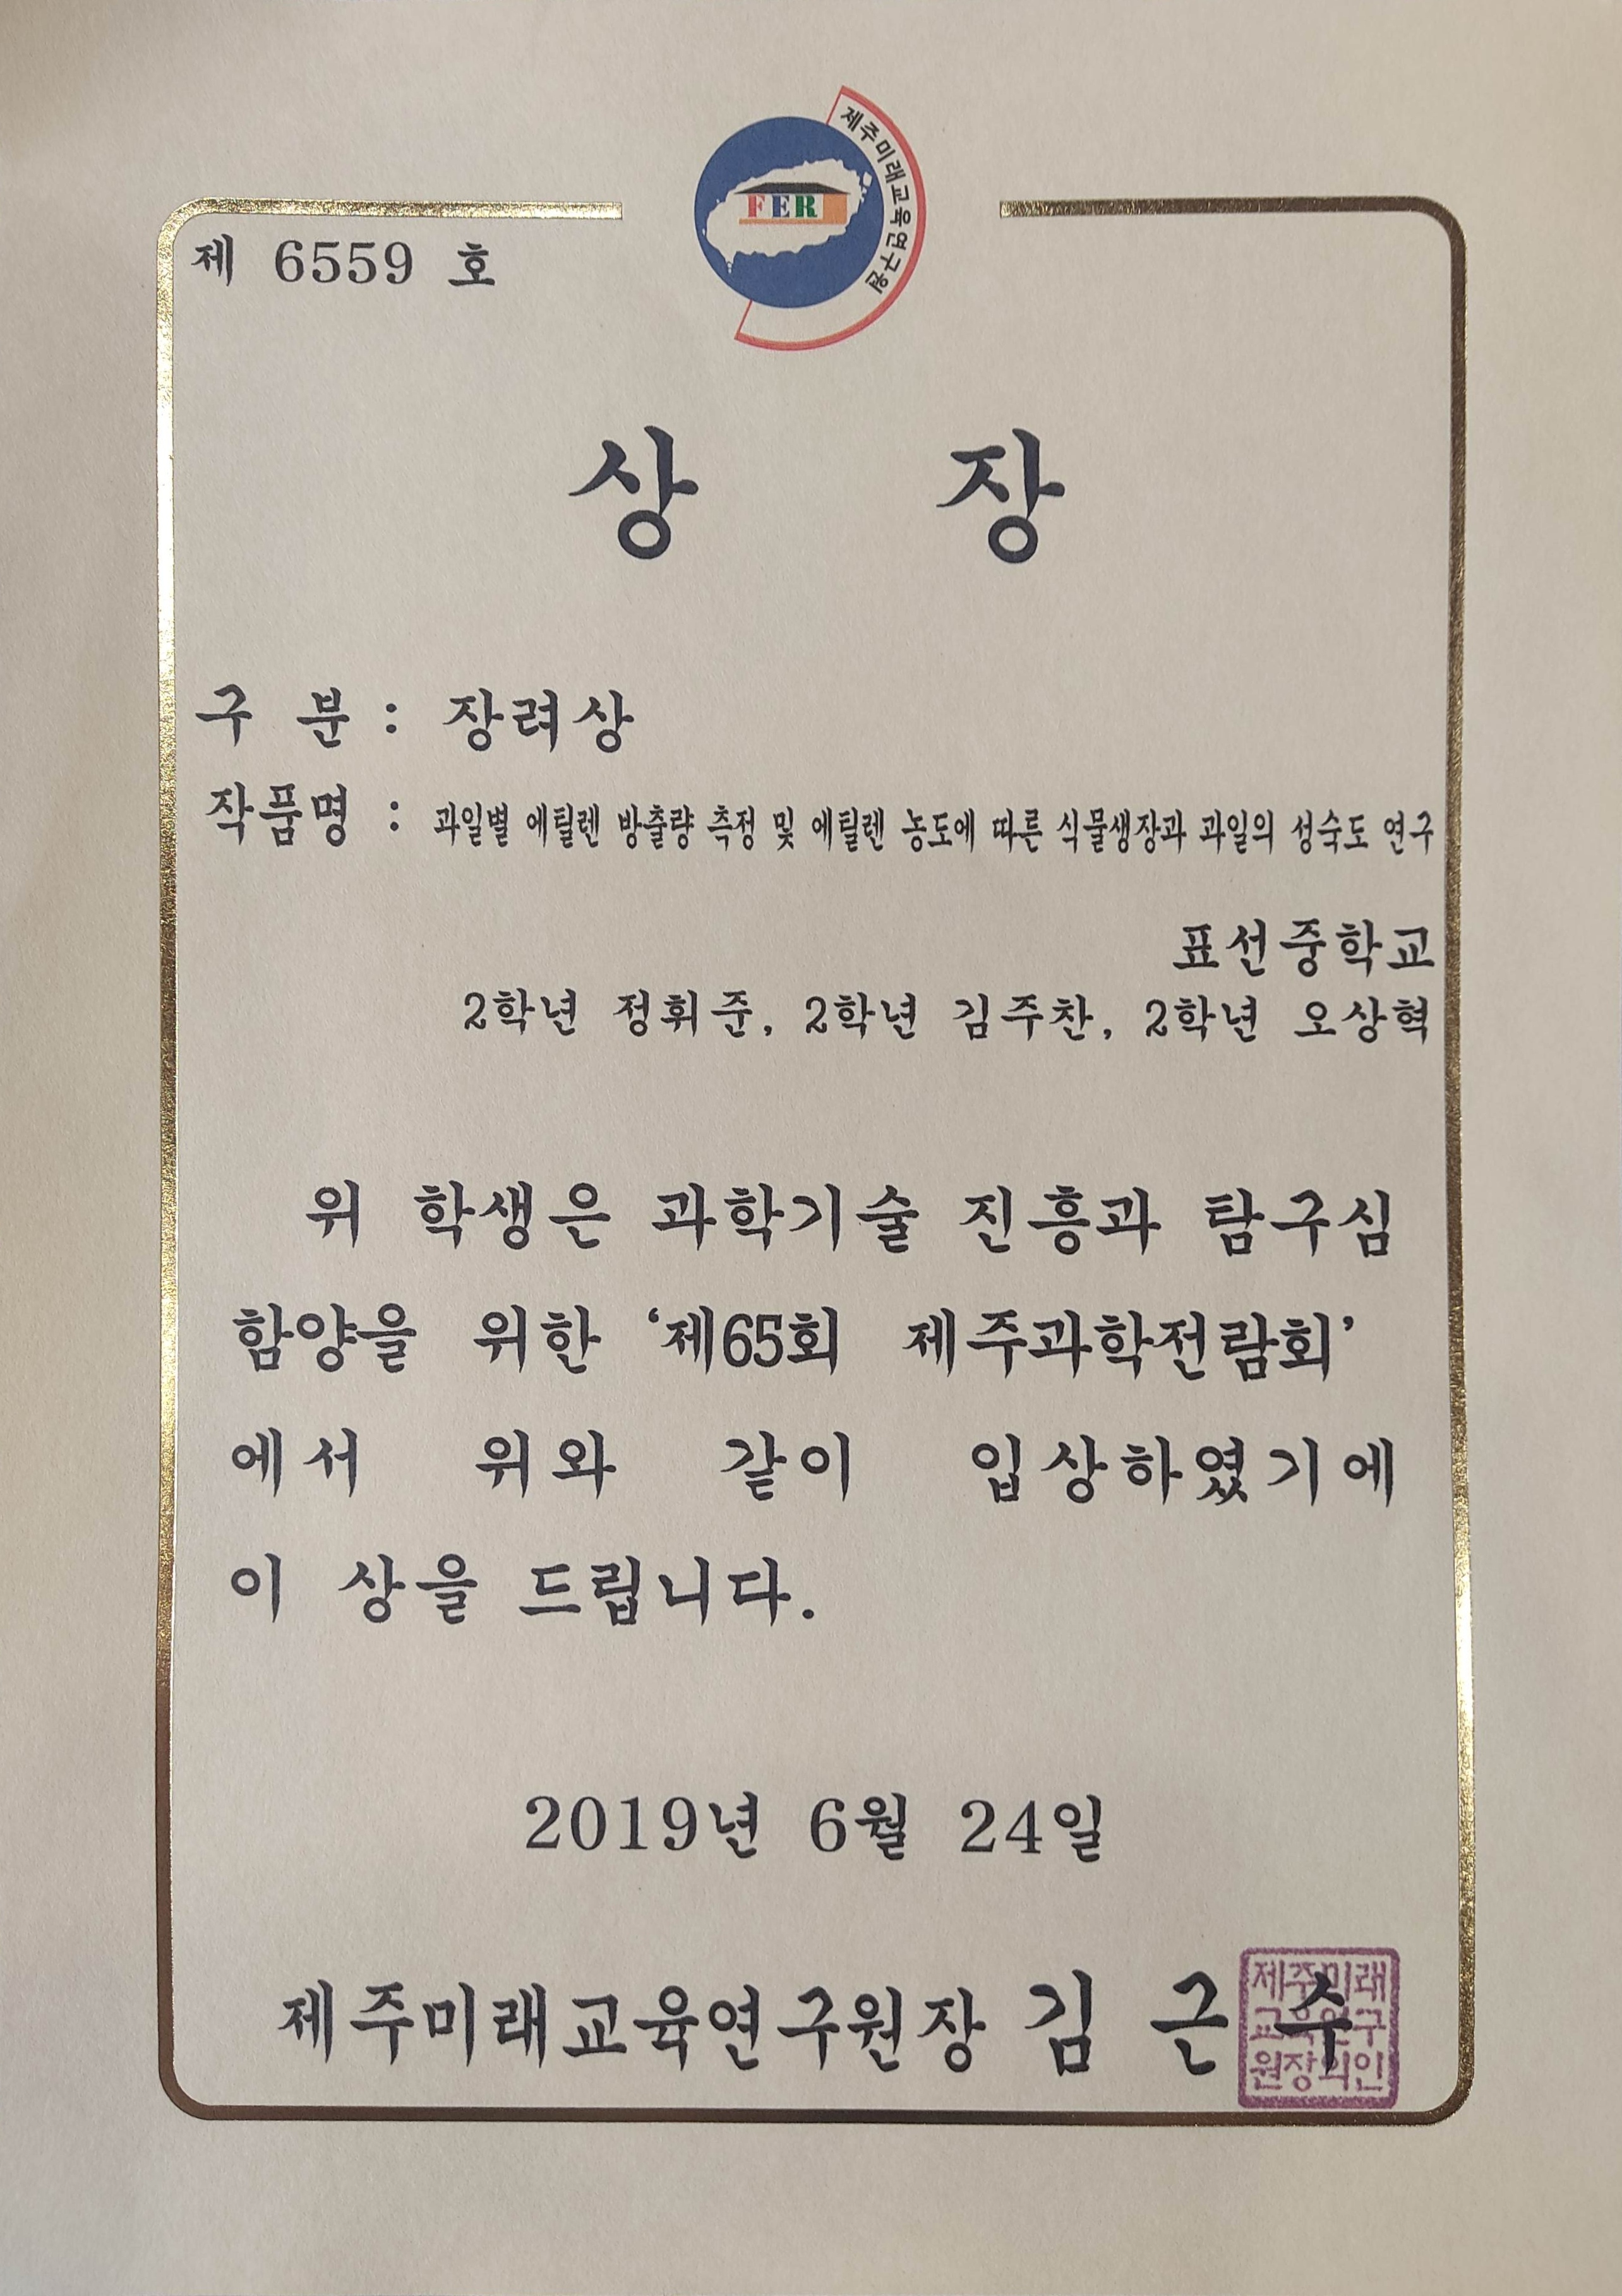 제주미래교육연구원
FER
제 6559 호
상 장
구 분 : 장려상
작품명 : 과일별 에틸렌 방출량 측정 및 에틸렌 농도에 따른 식물생장과 과일의 성숙도 연구
표선중학교
2학년 정휘준, 2학년 김주찬, 2학년 오상혁
위 학생은 과학기술 진흥과 탐구심
함양을 위한 ‘제65회 제주과학전람회’
에서 위와 같이 입상하였기에
이 상을 드립니다.
2019년 6월 24일
제주미래교육연구원장 김 근 수
제주미래
교육연구
원장의인